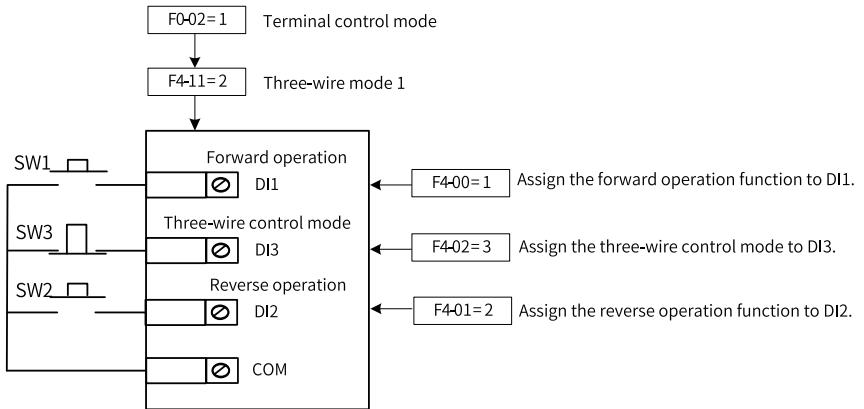 F0-02=1 Terminal control mode
F4-11=2 Three-wire mode 1
SW1 Forward operation
DI1 F4-00=1 Assign the forward operation function to DI1.
SW3 Three-wire control mode
DI3 F4-02=3 Assign the three-wire control mode to DI3.
SW2 Reverse operation
DI2 F4-01=2 Assign the reverse operation function to DI2.
COM